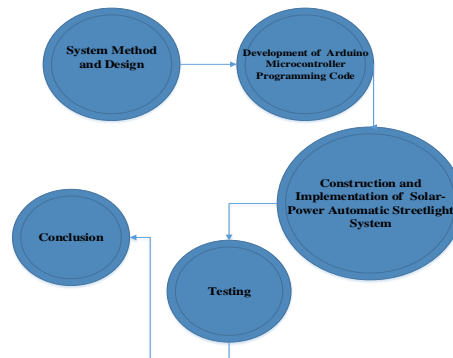 System Method
and Design
Development of Arduino
Microcontroller
Programming Code
Construction and
Implementation of Solar-
Power Automatic Streetlight
System
Conclusion
Testing